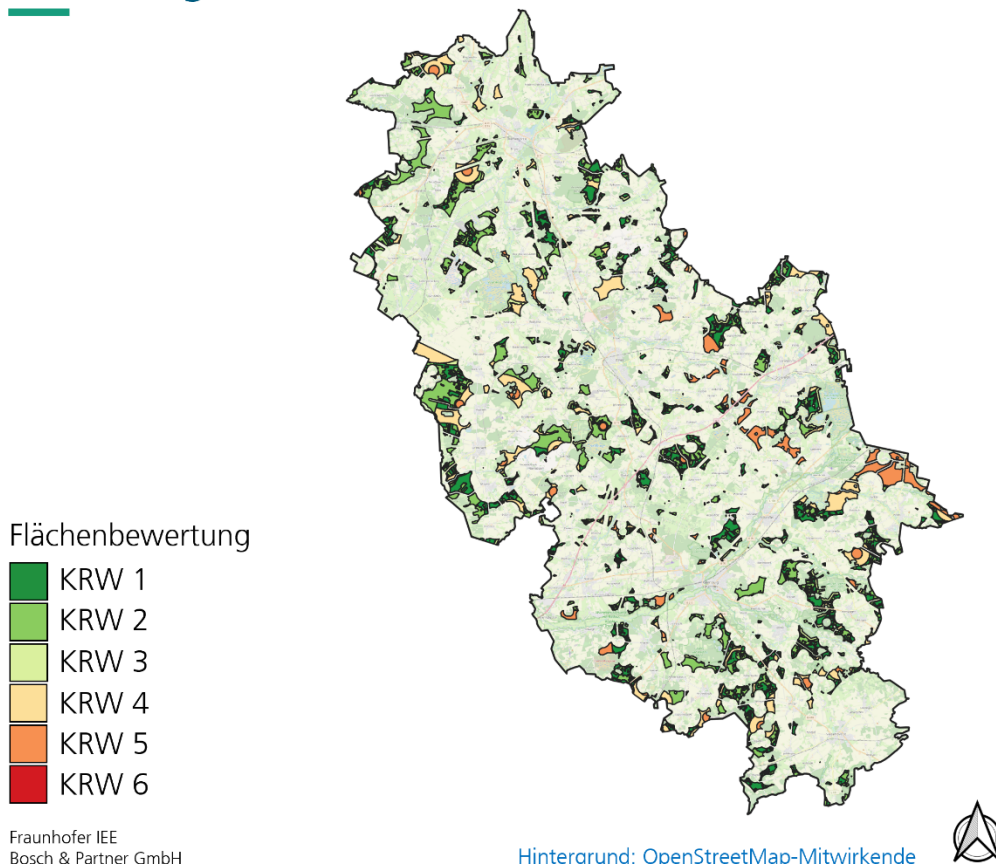 Flächenbewertung
KRW 1
KRW 2
KRW 3
KRW 4
KRW 5
KRW 6
Fraunhofer IEE
Bosch & Partner GmbH
Hintergrund: OpenStreetMap-Mitwirkende